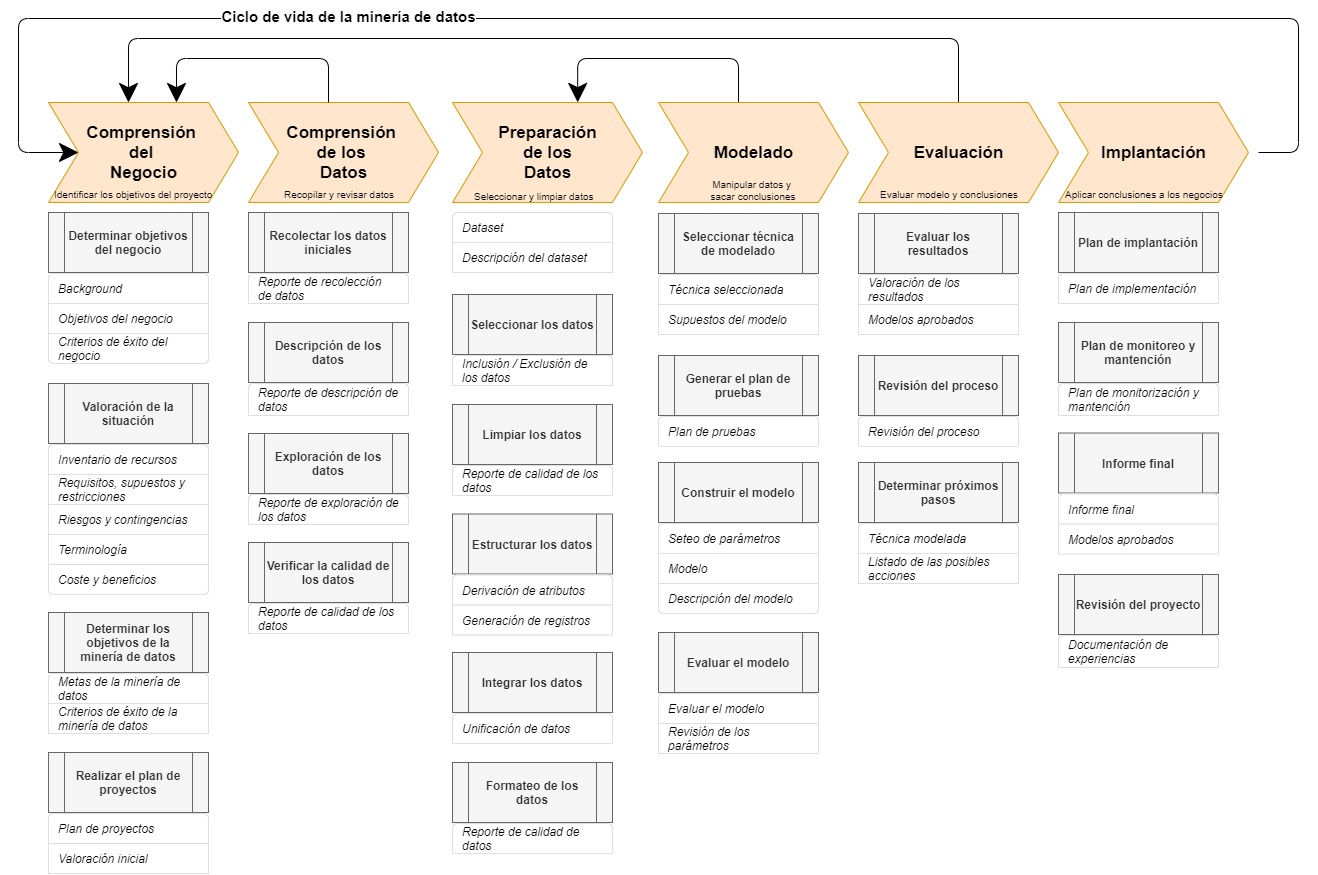 Ciclo de vida de la minería de datos
Comprensión
del
Negocio
Identificar los objetivos del proyecto
Determinar objetivos
del negocio
Background
Objetivos del negocio
Criterios de éxito del
negocio
Valoración de la
situación
Inventario de recursos
Requisitos, supuestos y
restricciones
Riesgos y contingencias
Terminología
Coste y beneficios
Determinar los
objetivos de la
minería de datos
Metas de la minería de
datos
Criterios de éxito de la
minería de datos
Realizar el plan de
proyectos
Plan de proyectos
Valoración inicial
Comprensión
de los
Datos
Recopilar y revisar datos
Recolectar los datos
iniciales
Reporte de recolección
de datos
Descripción de los
datos
Reporte de descripción de
datos
Exploración de los
datos
Reporte de exploración de
los datos
Verificar la calidad de
los datos
Reporte de calidad de los
datos
Preparación
de los
Datos
Seleccionar y limpiar datos
Dataset
Descripción del dataset
Seleccionar los datos
Inclusión / Exclusión de
los datos
Limpiar los datos
Reporte de calidad de los
datos
Estructurar los datos
Derivación de atributos
Generación de registros
Integrar los datos
Unificación de datos
Formateo de los
datos
Reporte de calidad de
datos
Modelado
Manipular datos y
sacar conclusiones
Seleccionar técnica
de modelado
Técnica seleccionada
Supuestos del modelo
Generar el plan de
pruebas
Plan de pruebas
Construir el modelo
Seteo de parámetros
Modelo
Descripción del modelo
Evaluar el modelo
Evaluar el modelo
Revisión de los
parámetros
Evaluación
Evaluar modelo y conclusiones
Evaluar los
resultados
Valoración de los
resultados
Modelos aprobados
Revisión del proceso
Revisión del proceso
Determinar próximos
pasos
Técnica modelada
Listado de las posibles
acciones
Implantación
Aplicar conclusiones a los negocios
Plan de implantación
Plan de implementación
Plan de monitoreo y
mantención
Plan de monitorización y
mantención
Informe final
Informe final
Modelos aprobados
Revisión del proyecto
Documentación de
experiencias